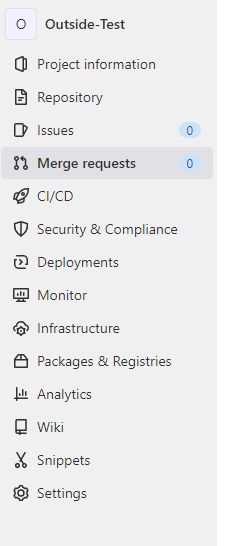 O Outside-Test
Project information
Repository
Issues 0
Merge requests 0
CI/CD
Security & Compliance
Deployments
Monitor
Infrastructure
Packages & Registries
Analytics
Wiki
Snippets
Settings